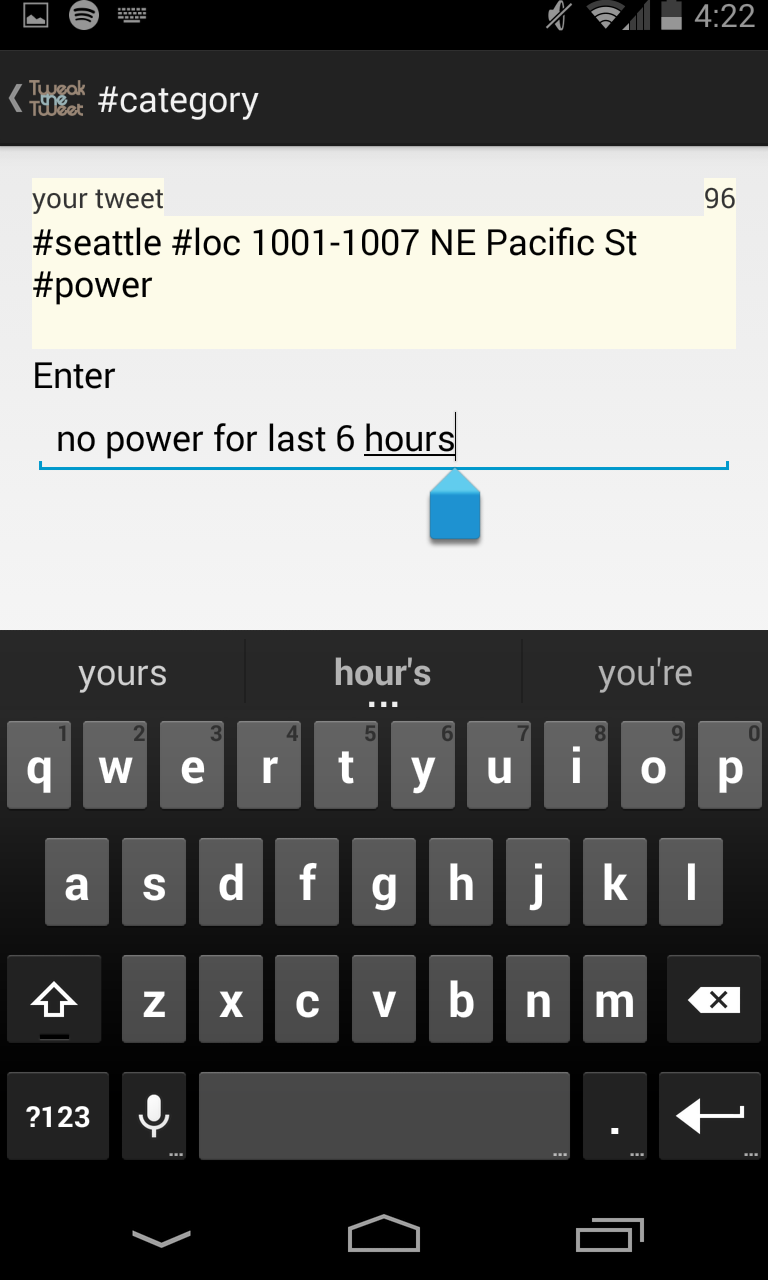 4:22
Tweak
the
Tweet
#category
your tweet 96
#seattle #loc 1001-1007 NE Pacific St
#power
Enter
no power for last 6 hours
yours hour's you're
...
1 2 3 4 5 6 7 8 9 0
q w e r t y u i o p
a s d f g h j k l
z x c v b n m
?123 .
... ... ... ...